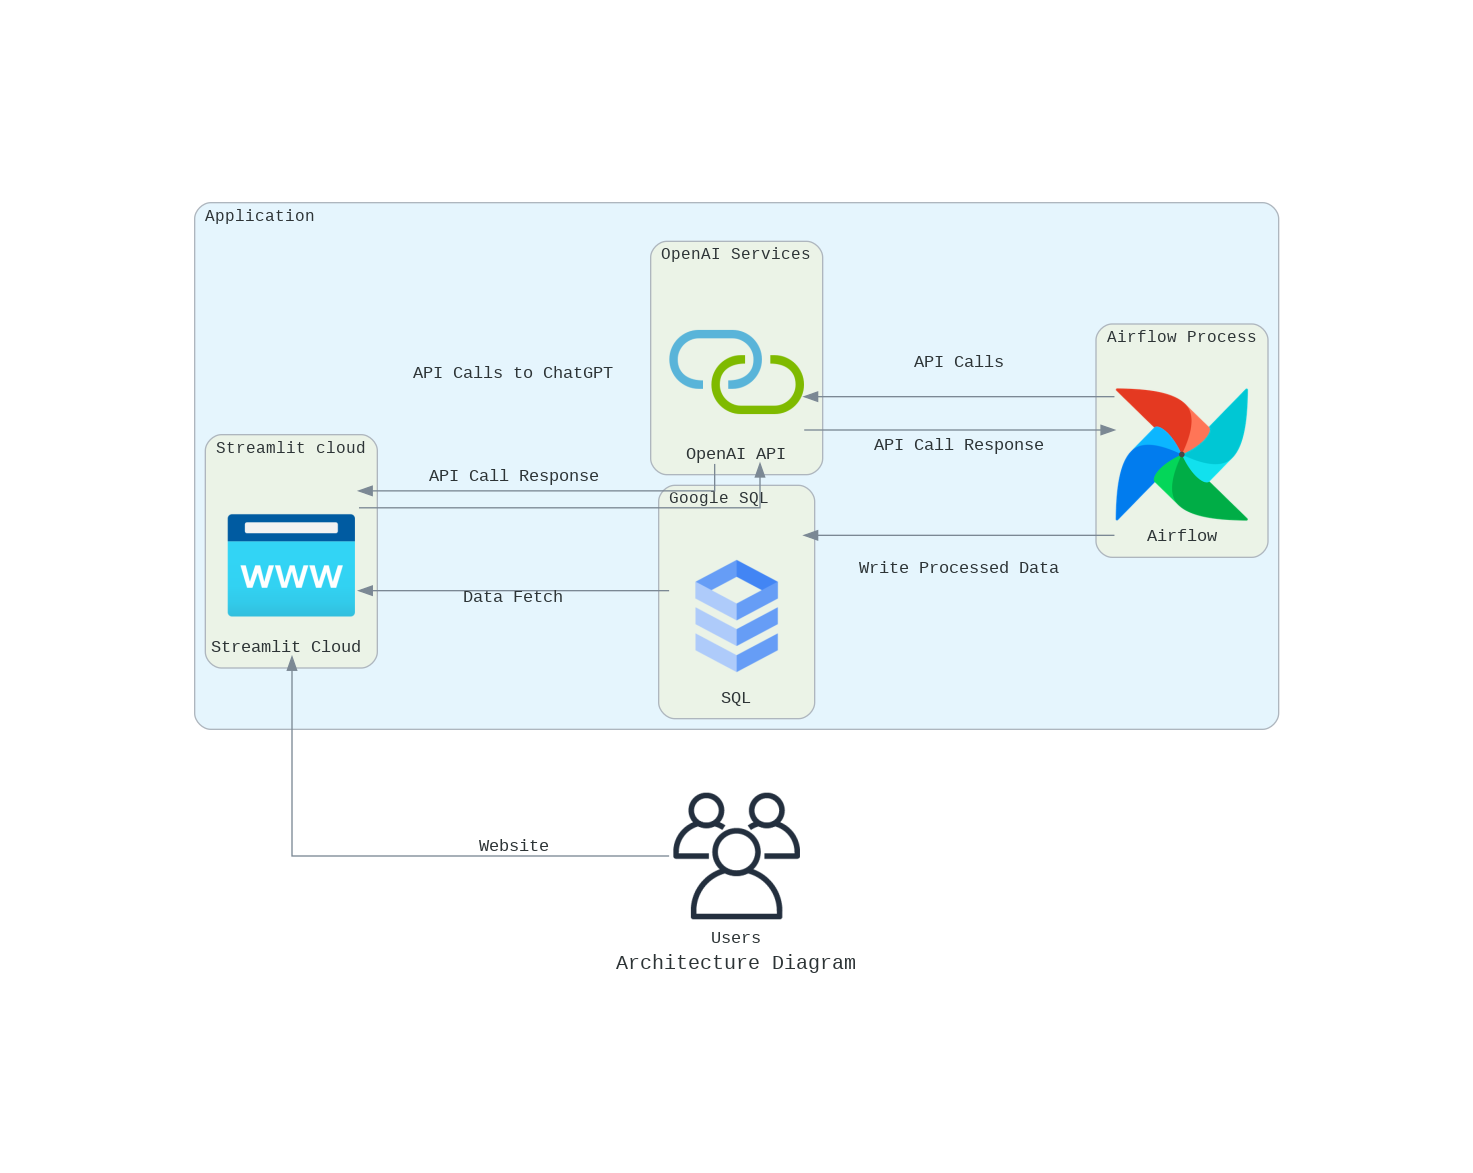 Application
OpenAI Services
Airflow Process
API Calls
API Calls to ChatGPT
Streamlit cloud
API Call Response
OpenAI API
API Call Response
Google SQL
Airflow
Write Processed Data
www
Data Fetch
Streamlit Cloud
SQL
Website
Users
Architecture Diagram